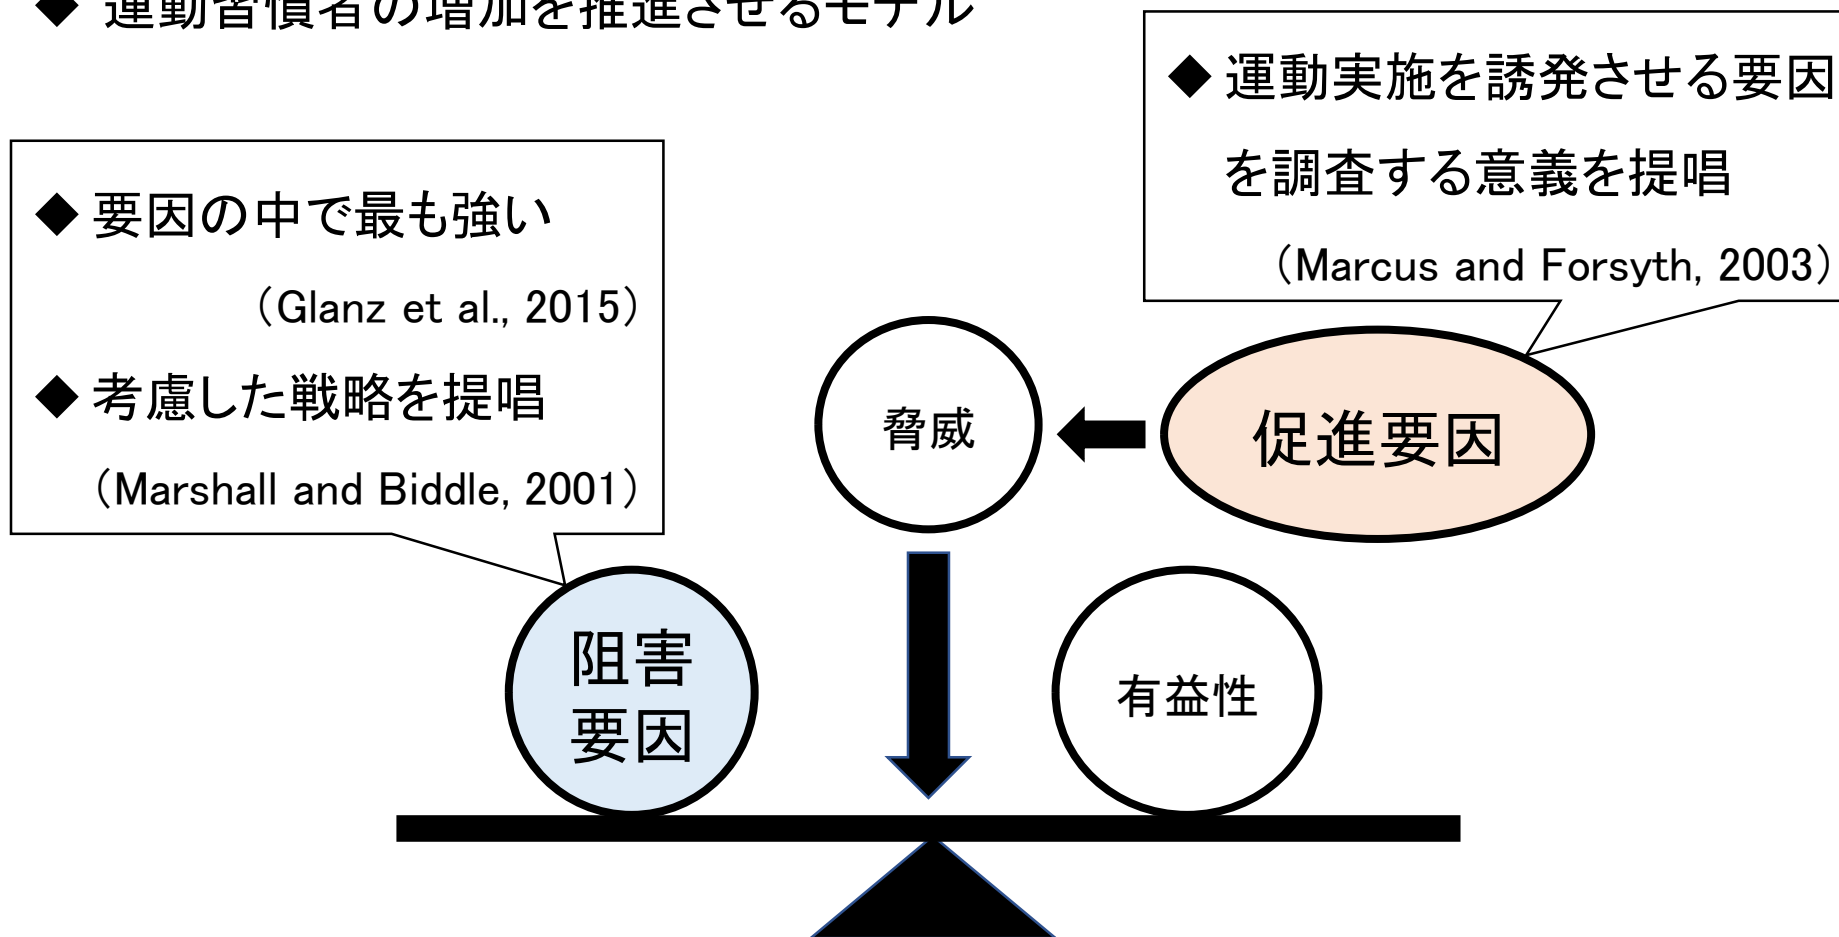 ◆ 運動習慣者の増加を推進させるモデル
◆ 運動実施を誘発させる要因
を調査する意義を提唱
（Marcus and Forsyth, 2003）
◆ 要因の中で最も強い
（Glanz et al., 2015）
◆ 考慮した戦略を提唱
（Marshall and Biddle, 2001）
脅威
促進要因
阻害
要因
有益性